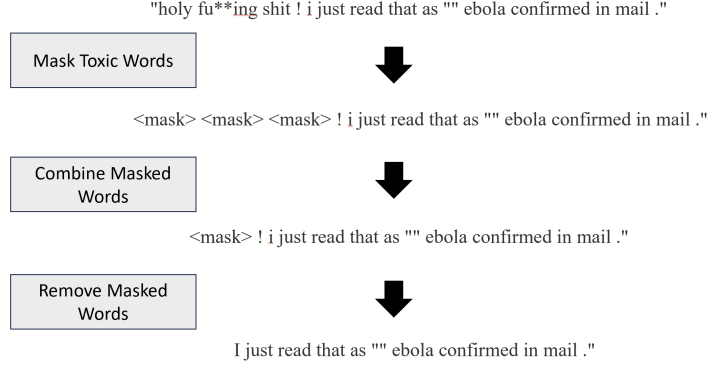 "holy fu**ing shit ! i just read that as "" ebola confirmed in mail ."
Mask Toxic Words
<mask> <mask> <mask> ! i just read that as "" ebola confirmed in mail ."
Combine Masked
Words
<mask> ! i just read that as "" ebola confirmed in mail ."
Remove Masked
Words
I just read that as "" ebola confirmed in mail ."